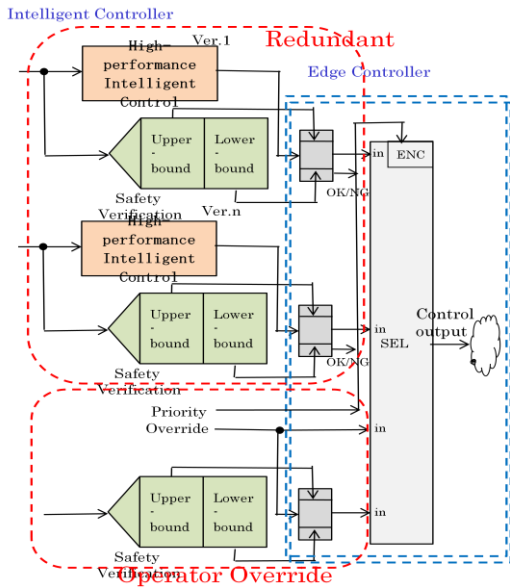 Intelligent Controller
Ver.1
Redundant
High-
performance
Intelligent
Control
Edge Controller
Upper
-
bound
Lower
-
bound
in
ENC
OK/NG
Safety
Verification
Ver.n
High-
performance
Intelligent
Control
Upper
-
bound
Lower
-
bound
in
SEL
Control
output
OK/NG
Safety
Verification
Priority
Override
in
Upper
-
bound
Lower
-
bound
in
Safety
Verification
Operator Override